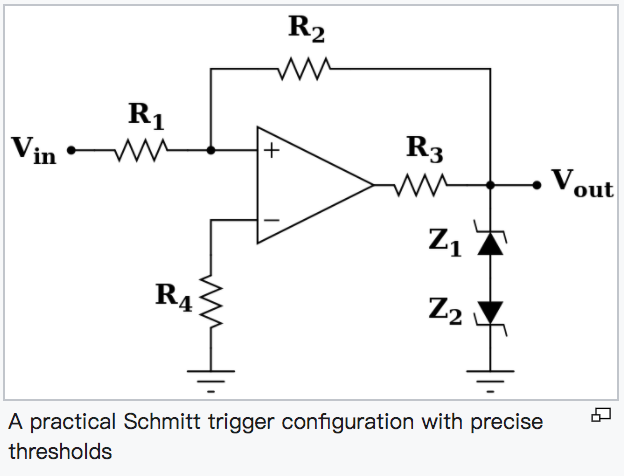 R2
R1
Vin
+
R3
Vout
−
Z1
R4
Z2
A practical Schmitt trigger configuration with precise
thresholds